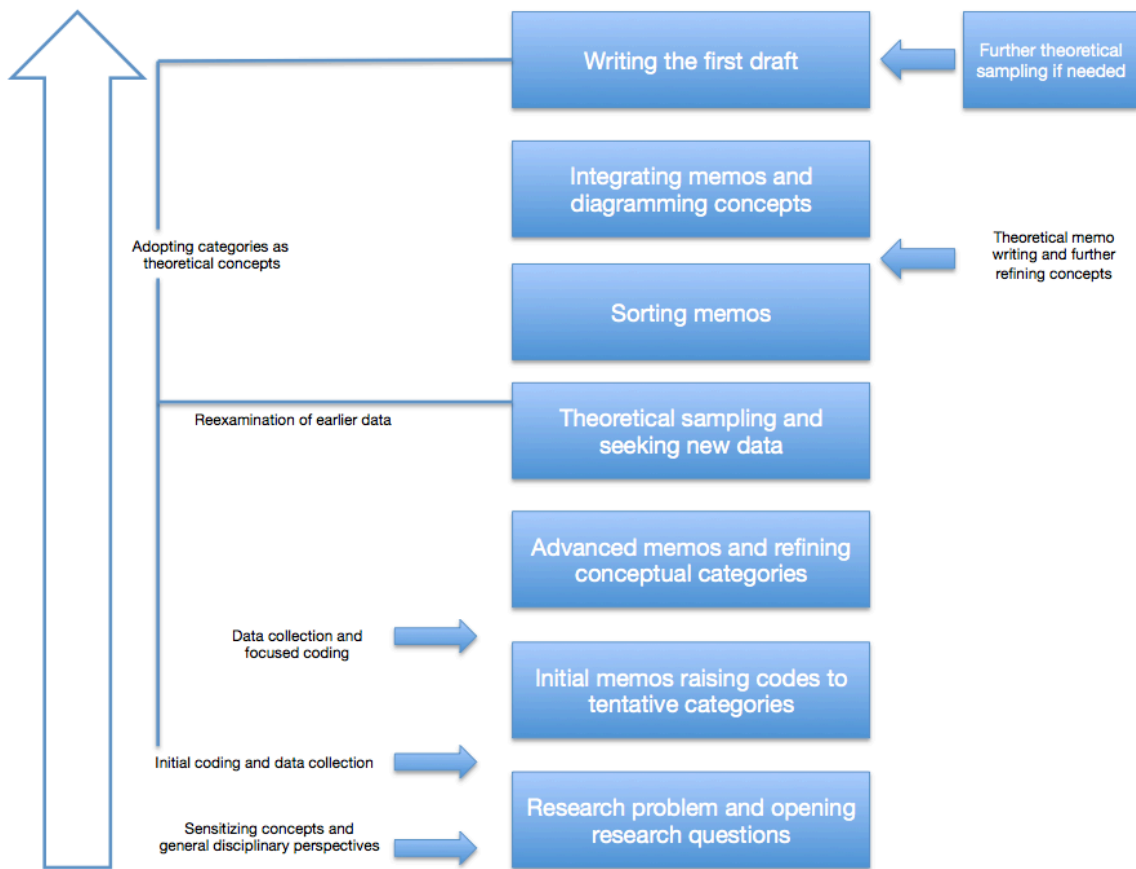 Writing the first draft
Further theoretical
sampling if needed
Integrating memos and
diagramming concepts
Adopting categories as
theoretical concepts
Theoretical memo
writing and further
refining concepts
Sorting memos
Reexamination of earlier data
Theoretical sampling and
seeking new data
Advanced memos and refining
conceptual categories
Data collection and
focused coding
Initial memos raising codes to
tentative categories
Initial coding and data collection
Research problem and opening
research questions
Sensitizing concepts and
general disciplinary perspectives